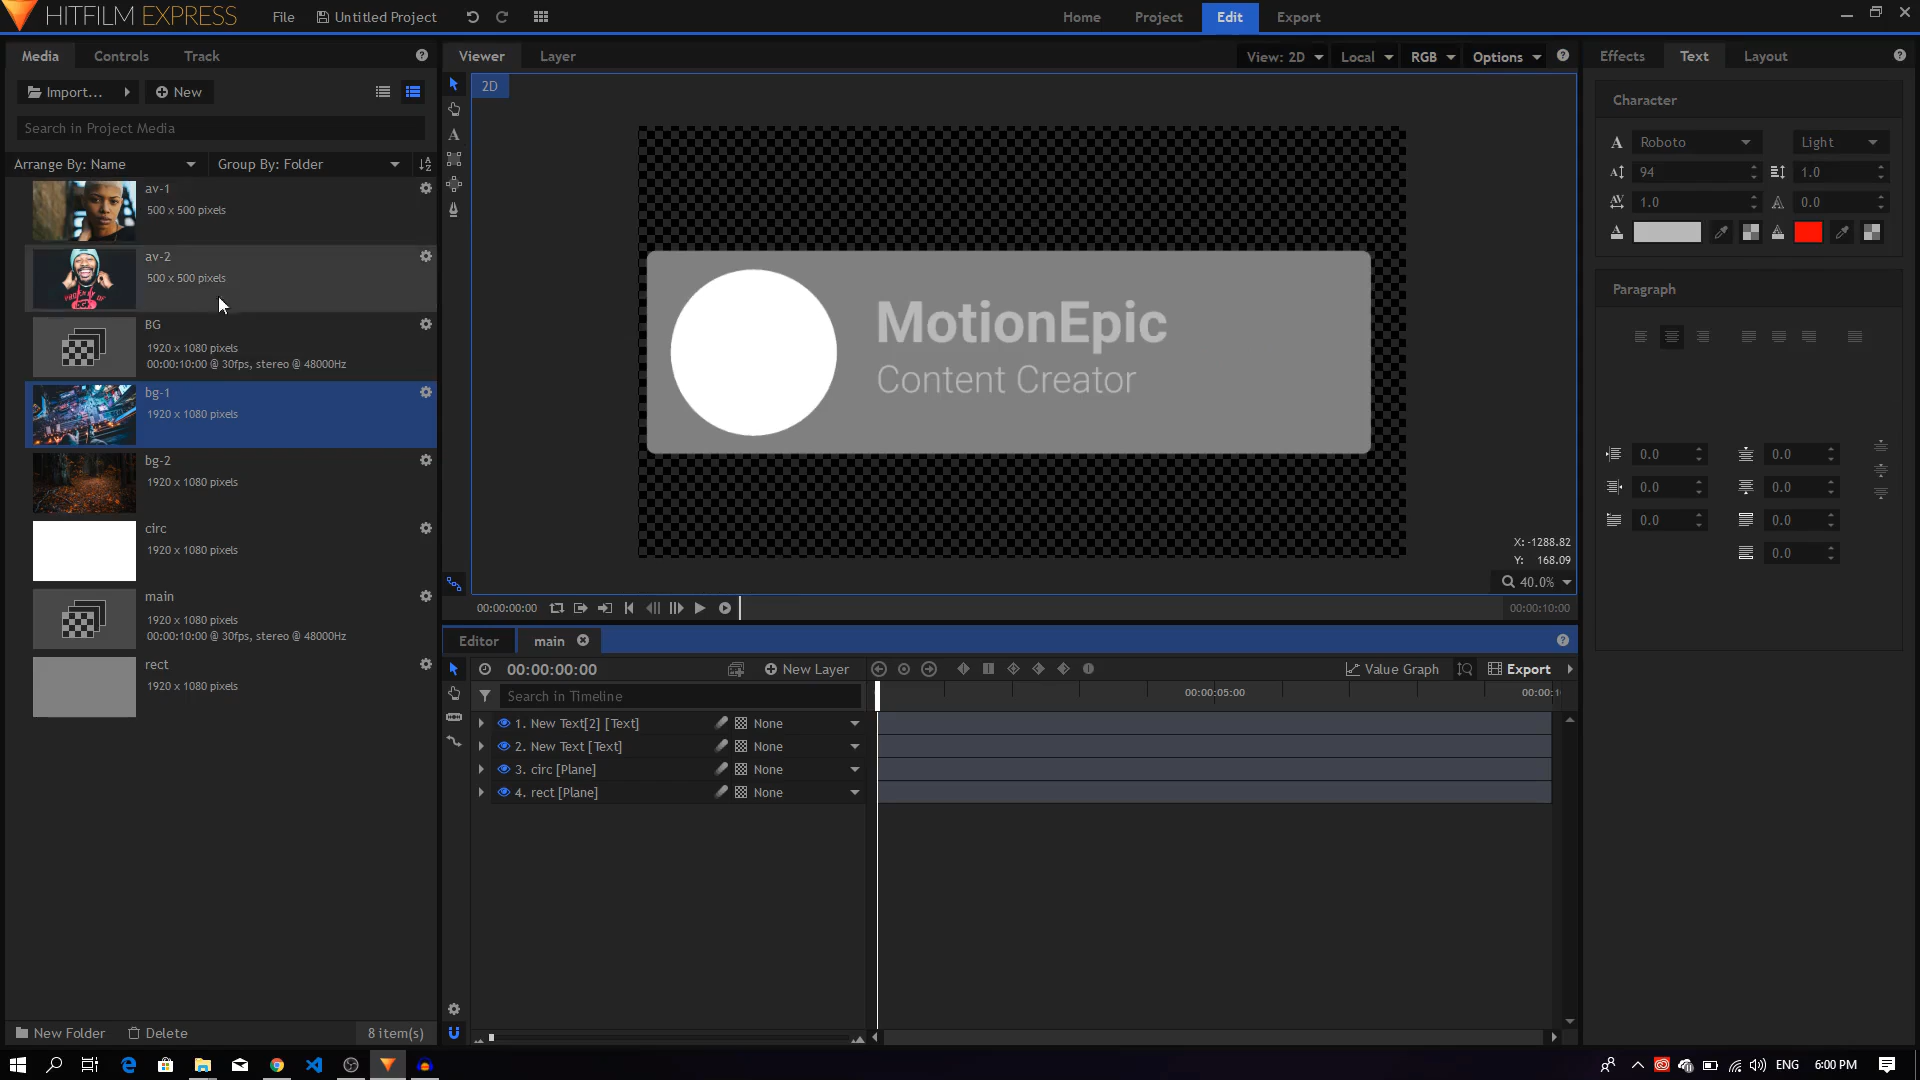 HITFILM EXPRESS
File
Untitled Project
Home
Project
Edit
Export
Media
Controls
Track
Import...
New
Search in Project Media
Arrange By: Name
Group By: Folder
av-1
500 x 500 pixels
av-2
500 x 500 pixels
BG
1920 x 1080 pixels
00:00:10:00 @ 30fps, stereo @ 48000Hz
bg-1
1920 x 1080 pixels
bg-2
1920 x 1080 pixels
circ
1920 x 1080 pixels
main
1920 x 1080 pixels
00:00:10:00 @ 30fps, stereo @ 48000Hz
rect
1920 x 1080 pixels
New Folder
Delete
8 item(s)
Viewer
Layer
View: 2D
Local
RGB
Options
2D
MotionEpic
Content Creator
X: -1288.82
Y: 168.09
40.0%
00:00:00:00
00:00:10:00
Editor
main
00:00:00:00
New Layer
Value Graph
Export
Search in Timeline
00:00:05:00
1. New Text[2] [Text]
None
2. New Text [Text]
None
3. circ [Plane]
None
4. rect [Plane]
None
Effects
Text
Layout
Character
Roboto
Light
94
1.0
1.0
0.0
Paragraph
0.0
0.0
0.0
0.0
0.0
0.0
0.0
ENG
6:00 PM